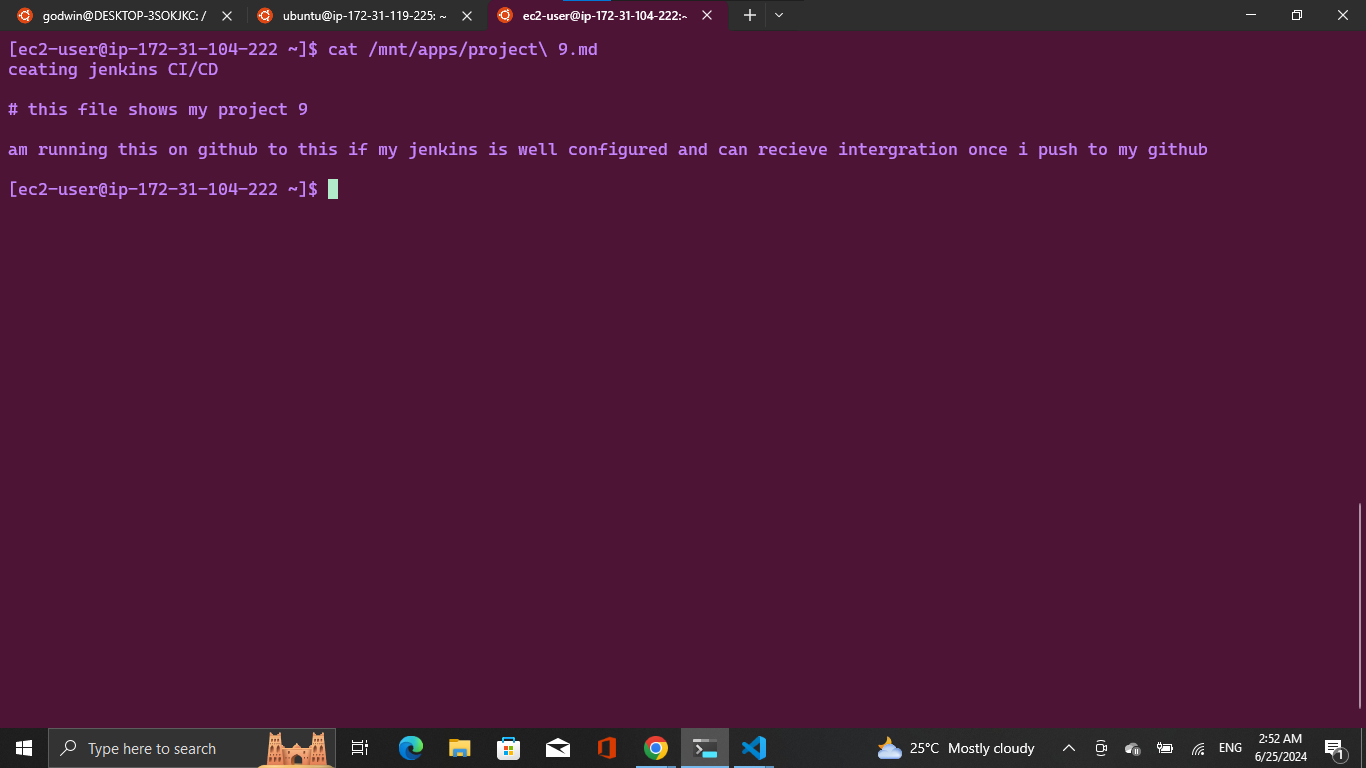 godwin@DESKTOP-3SOKJKC: /
ubuntu@ip-172-31-119-225: ~
ec2-user@ip-172-31-104-222:~
[ec2-user@ip-172-31-104-222 ~]$ cat /mnt/apps/project\ 9.md
ceating jenkins CI/CD
# this file shows my project 9
am running this on github to this if my jenkins is well configured and can recieve intergration once i push to my github
[ec2-user@ip-172-31-104-222 ~]$
Type here to search
25°C Mostly cloudy
ENG
2:52 AM
6/25/2024
1